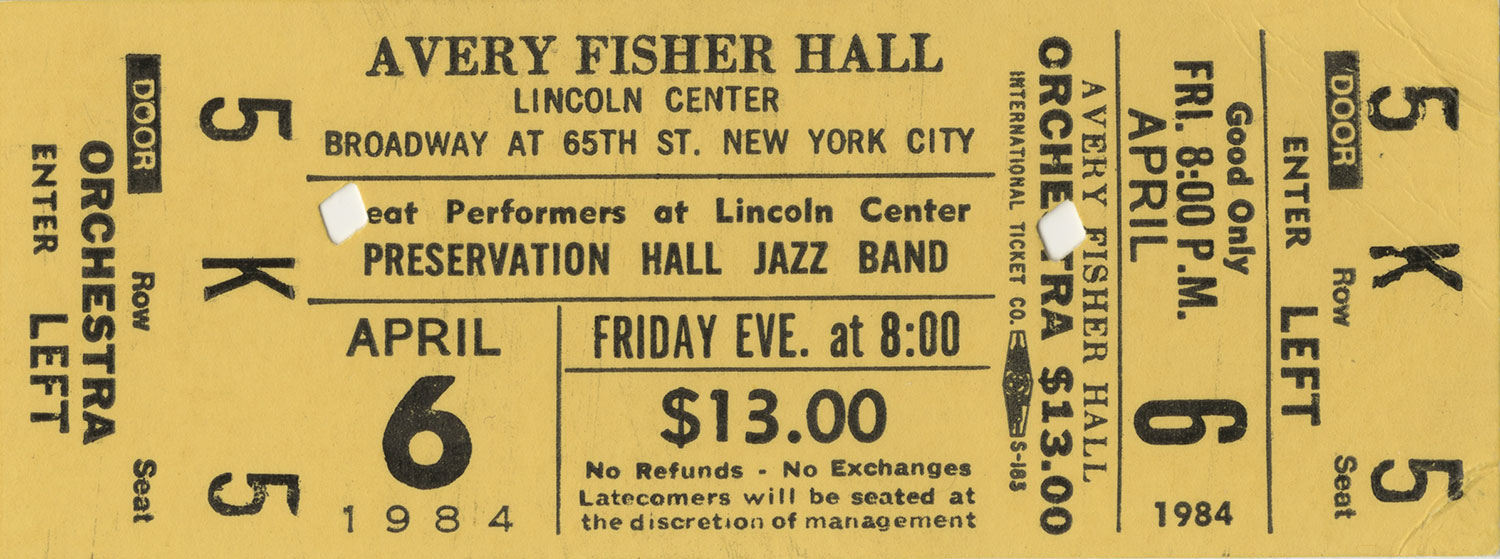 DOOR 5
Row K
Seat 5
ORCHESTRA
ENTER LEFT
AVERY FISHER HALL
LINCOLN CENTER
BROADWAY AT 65TH ST. NEW YORK CITY
eat Performers at Lincoln Center
PRESERVATION HALL JAZZ BAND
APRIL
6
1984
FRIDAY EVE. at 8:00
$13.00
No Refunds - No Exchanges
Latecomers will be seated at
the discretion of management
AVERY FISHER HALL
ORCHE TRA $13.00
INTERNATIONAL TICKET CO. S-185
Good Only
FRI. 8:00 P.M.
APRIL 6
1984
DOOR 5
Row K
Seat 5
ENTER LEFT